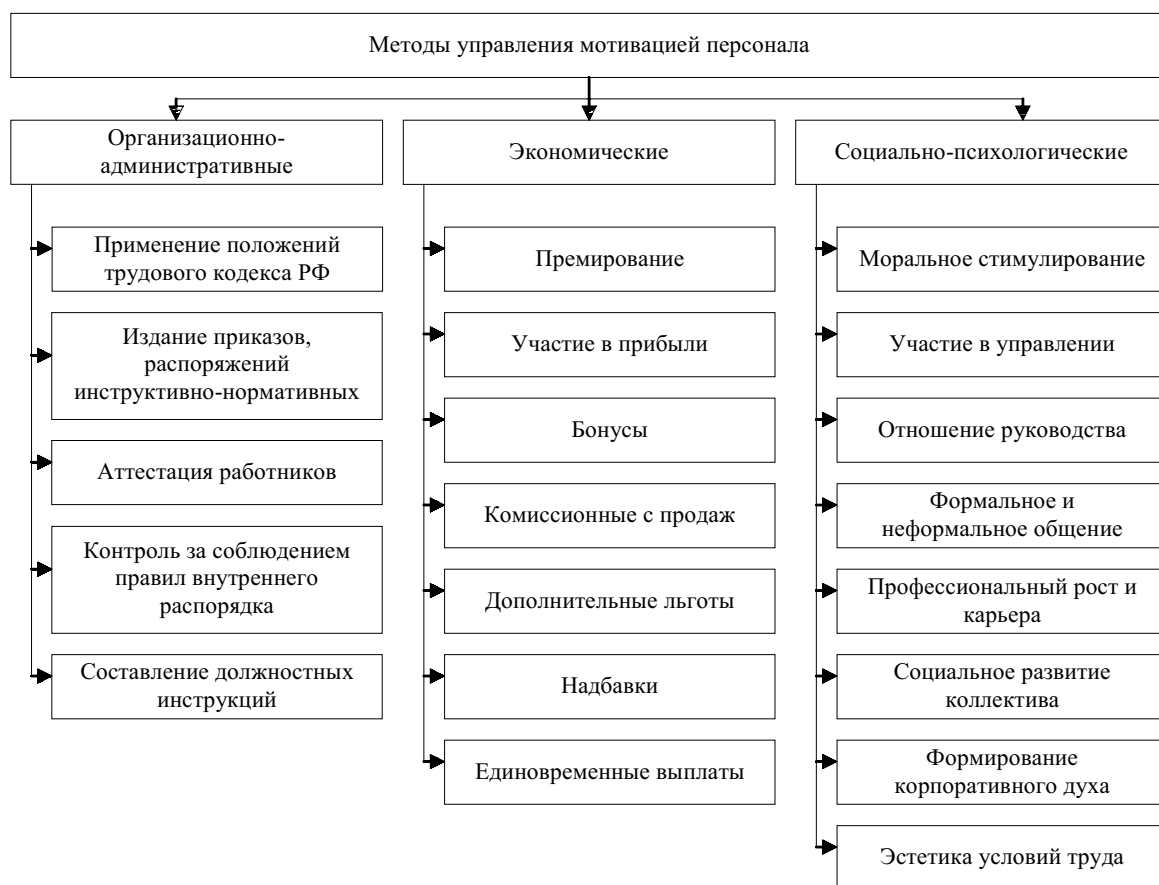 Методы управления мотивацией персонала
Организационно-
административные
Применение положений
трудового кодекса РФ
Издание приказов,
распоряжений
инструктивно-нормативных
Аттестация работников
Контроль за соблюдением
правил внутреннего
распорядка
Составление должностных
инструкций
Экономические
Премирование
Участие в прибыли
Бонусы
Комиссионные с продаж
Дополнительные льготы
Надбавки
Единовременные выплаты
Социально-психологические
Моральное стимулирование
Участие в управлении
Отношение руководства
Формальное и
неформальное общение
Профессиональный рост и
карьера
Социальное развитие
коллектива
Формирование
корпоративного духа
Эстетика условий труда